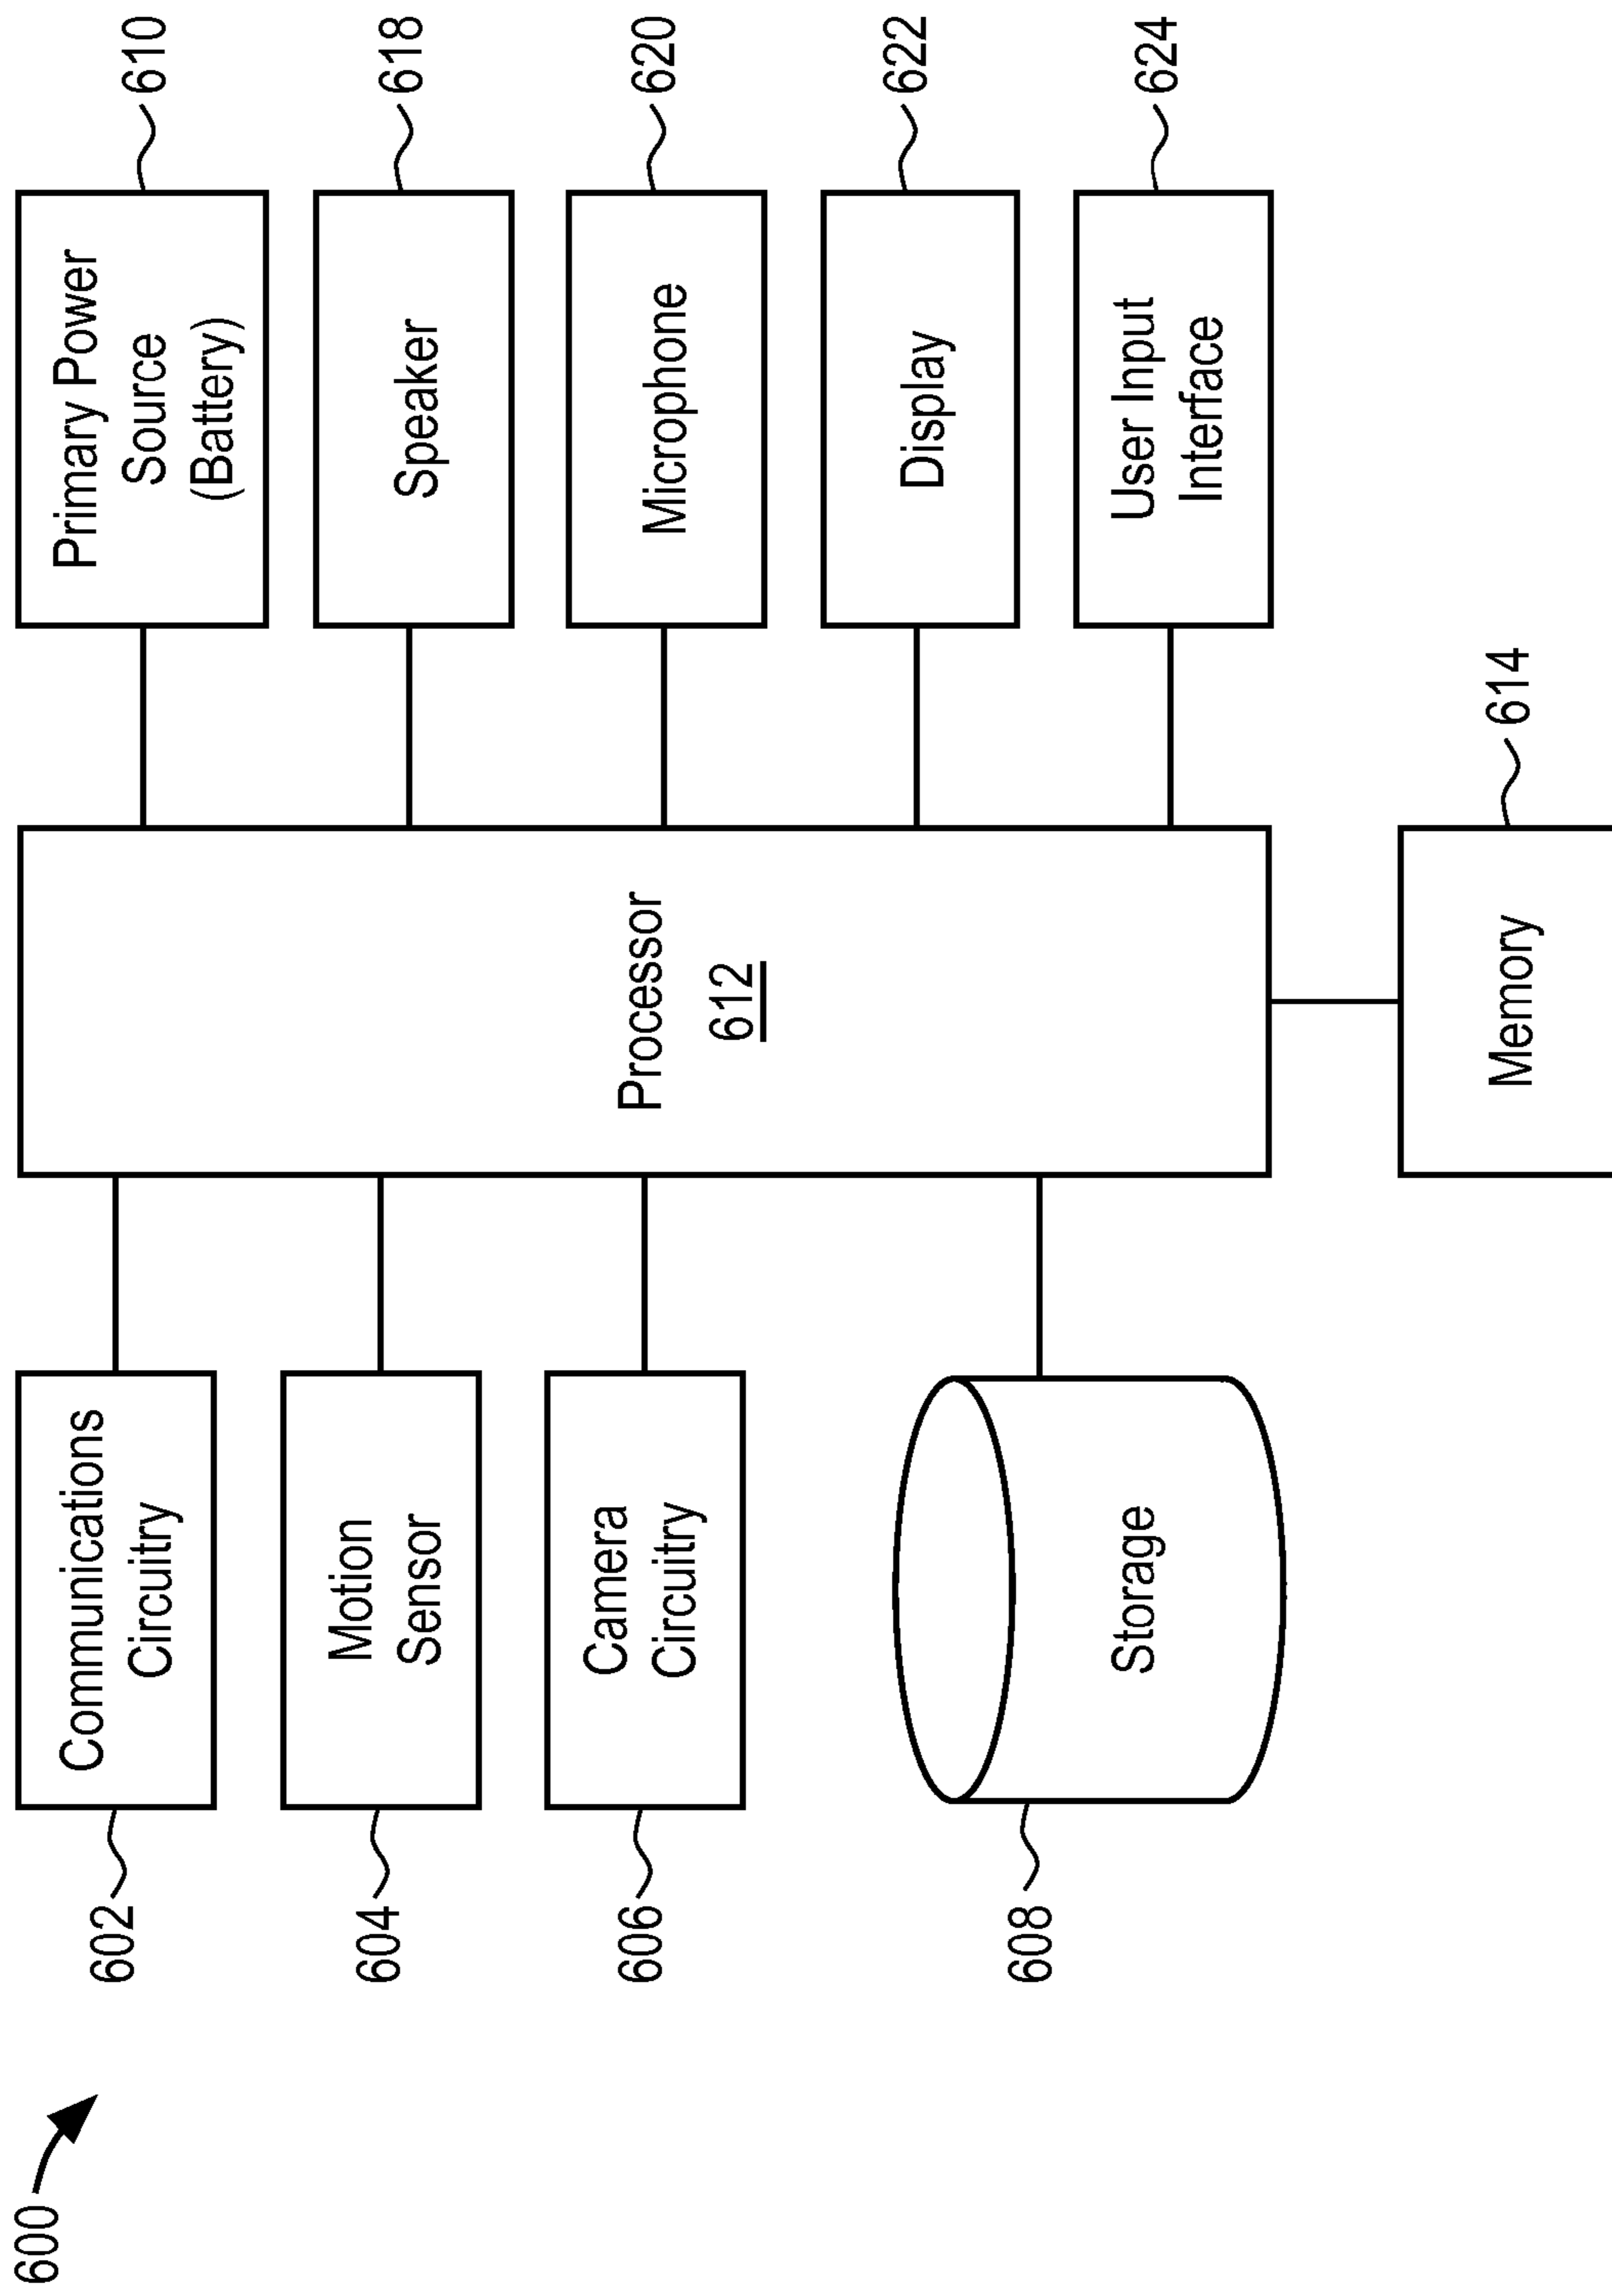 600
602
Communications
Circuitry
604
Motion
Sensor
606
Camera
Circuitry
608
Storage
Processor
612
Memory
614
Primary Power
Source
(Battery)
610
Speaker
618
Microphone
620
Display
622
User Input
Interface
624